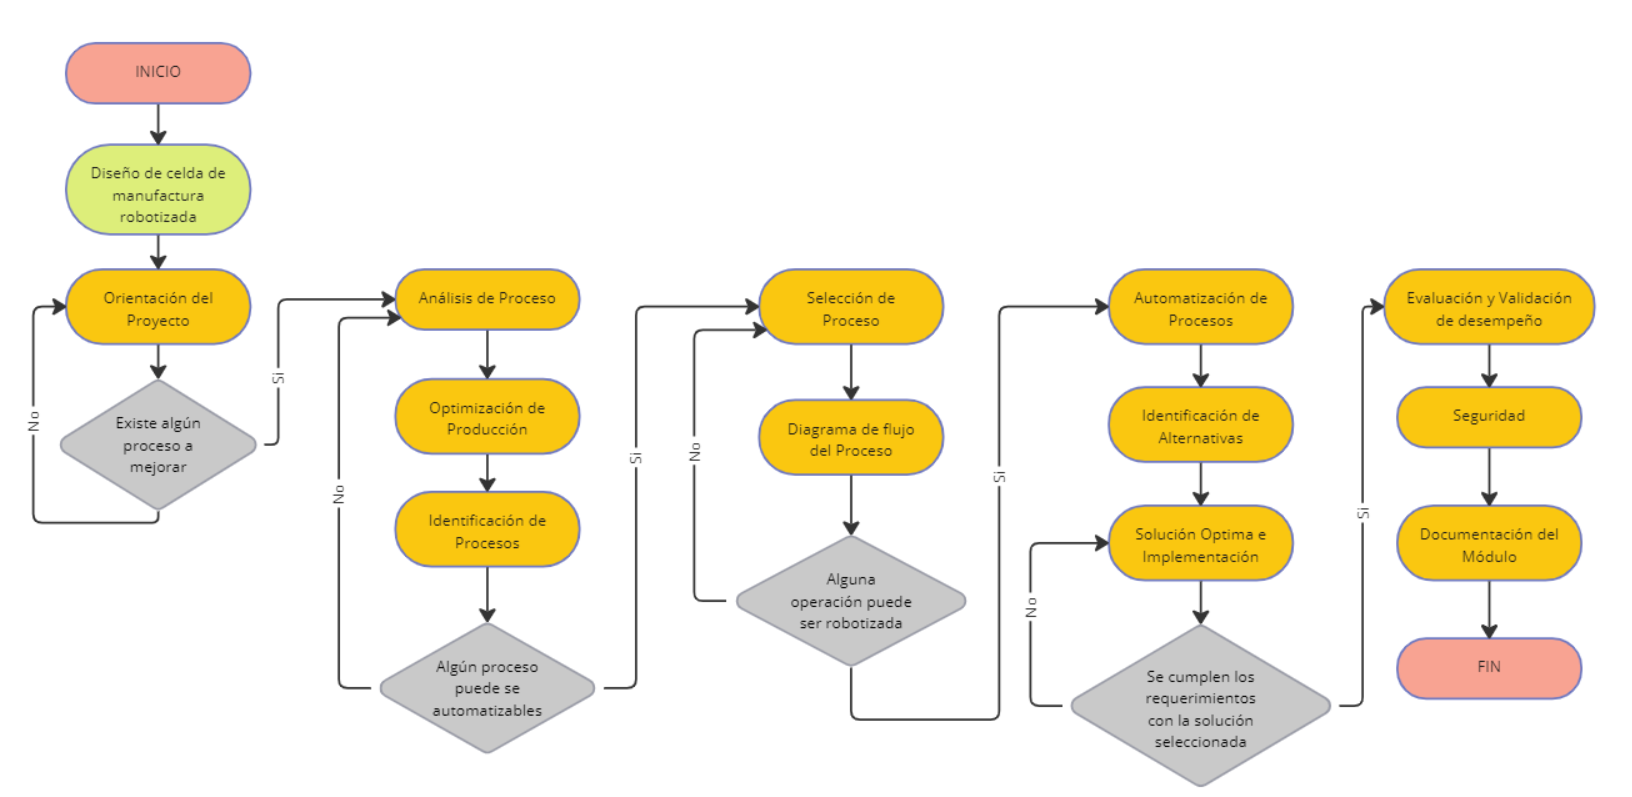 INICIO
Diseño de celda de
manufactura
robotizada
Orientación del
Proyecto
Existe algún
proceso a
mejorar
No
Si
Análisis de Proceso
Optimización de
Producción
Identificación de
Procesos
Algún proceso
puede se
automatizables
No
Si
Selección de
Proceso
Diagrama de flujo
del Proceso
Alguna
operación puede
ser robotizada
No
Si
Automatización de
Procesos
Identificación de
Alternativas
Solución Optima e
Implementación
Se cumplen los
requerimientos
con la solución
seleccionada
No
Si
Evaluación y Validación
de desempeño
Seguridad
Documentación del
Módulo
FIN